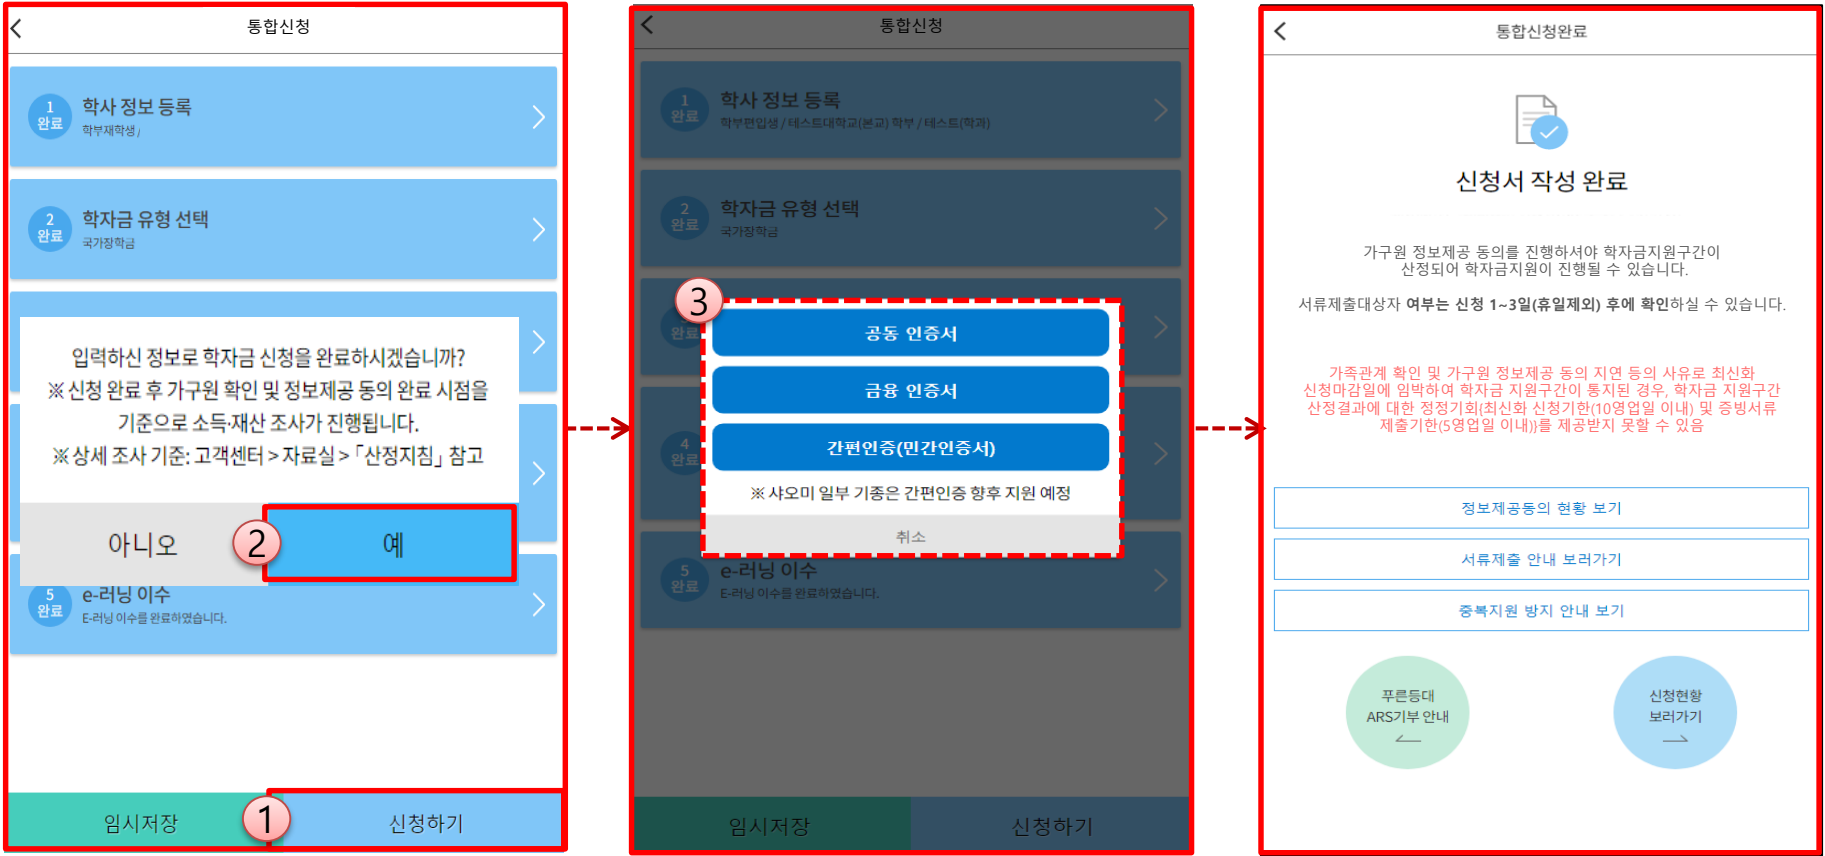 통합신청
1
완료
학사 정보 등록
학부재학생 /
2
완료
학자금 유형 선택
국가장학금
입력하신 정보로 학자금 신청을 완료하시겠습니까?
※ 신청 완료 후 가구원 확인 및 정보제공 동의 완료 시점을
기준으로 소득·재산 조사가 진행됩니다.
※ 상세 조사 기준: 고객센터 > 자료실 > 「산정지침」 참고
아니오
2
예
5
완료
e-러닝 이수
E-러닝 이수를 완료하였습니다.
임시저장
1
신청하기
통합신청
1
완료
학사 정보 등록
학부편입생 / 테스트대학교(본교) 학부 / 테스트(학과)
2
완료
학자금 유형 선택
국가장학금
3
완료
공동 인증서
금융 인증서
4
완료
간편인증(민간인증서)
※ 샤오미 일부 기종은 간편인증 향후 지원 예정
취소
5
완료
e-러닝 이수
E-러닝 이수를 완료하였습니다.
임시저장
신청하기
통합신청완료
신청서 작성 완료
가구원 정보제공 동의를 진행하셔야 학자금지원구간이
산정되어 학자금지원이 진행될 수 있습니다.
서류제출대상자 여부는 신청 1~3일(휴일제외) 후에 확인하실 수 있습니다.
가족관계 확인 및 가구원 정보제공 동의 지연 등의 사유로 최신화
신청마감일에 임박하여 학자금 지원구간이 통지된 경우, 학자금 지원구간
산정결과에 대한 정정기회{최신화 신청기한(10영업일 이내) 및 증빙서류
제출기한(5영업일 이내)}를 제공받지 못할 수 있음
정보제공동의 현황 보기
서류제출 안내 보러가기
중복지원 방지 안내 보기
푸른등대
ARS기부 안내
신청현황
보러가기